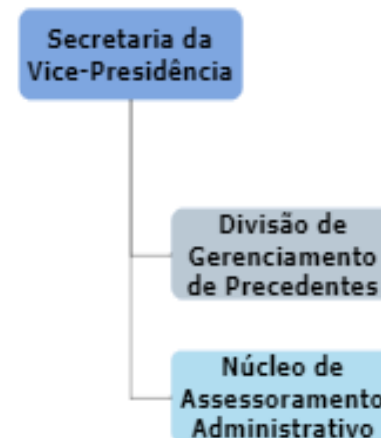 Secretaria da
Vice-Presidência
Divisão de
Gerenciamento
de Precedentes
Núcleo de
Assessoramento
Administrativo